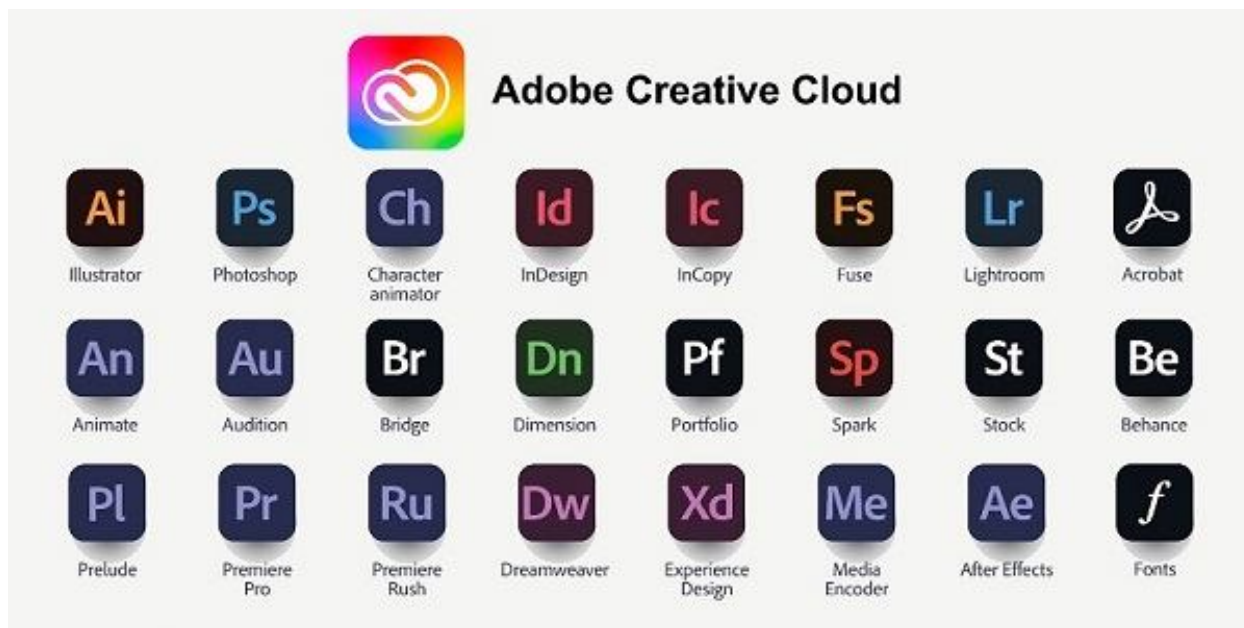 Adobe Creative Cloud
Ai Ps Ch Id Ic Fs Lr
Illustrator Photoshop Character InDesign InCopy Fuse Lightroom Acrobat
animator
An Au Br Dn Pf Sp St Be
Animate Audition Bridge Dimension Portfolio Spark Stock Behance
Pl Pr Ru Dw Xd Me Ae f
Prelude Premiere Premiere Dreamweaver Experience Media After Effects Fonts
Pro Rush Design Encoder